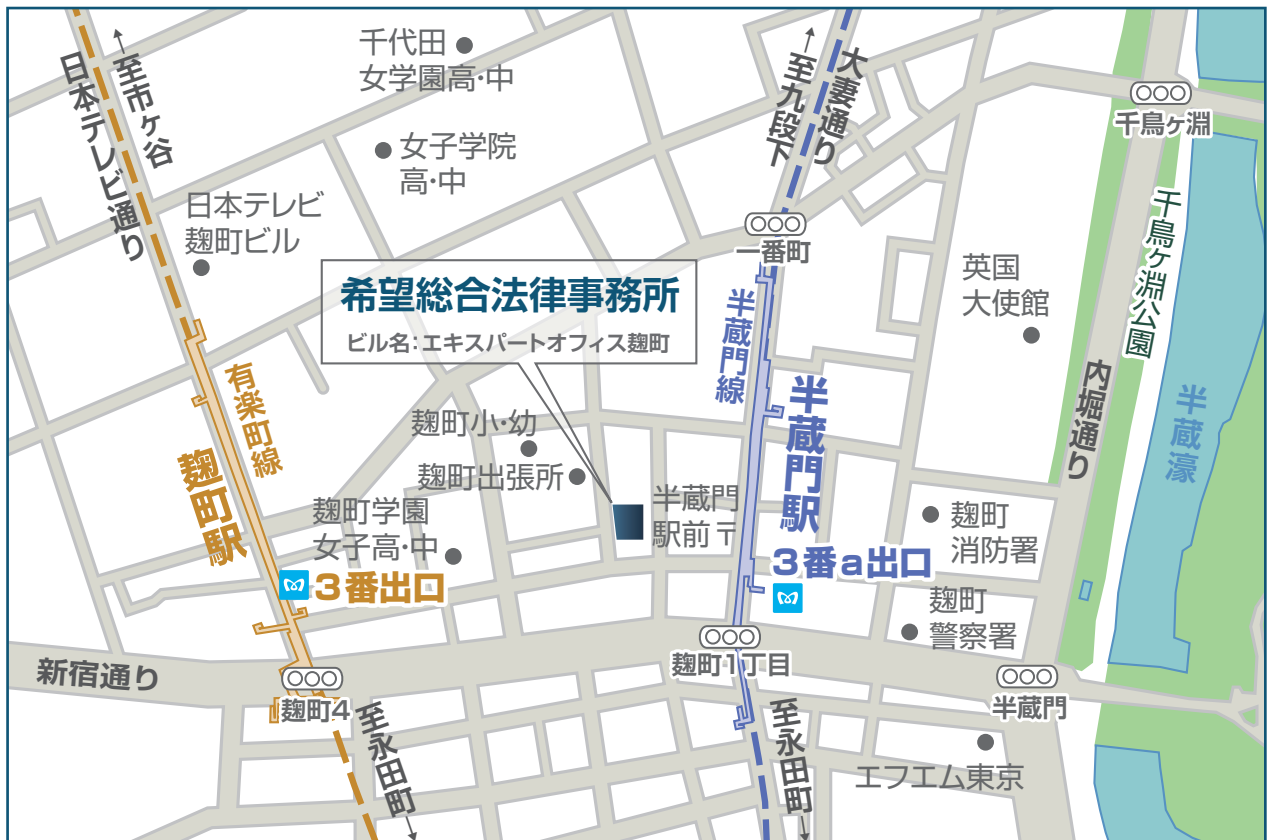 千代田
女学園高・中
←至市ヶ谷
日本テレビ通り
大妻通り
←至九段下
千鳥ヶ淵
女子学院
高・中
日本テレビ
麹町ビル
千鳥ヶ淵公園
一番町
英国
大使館
希望総合法律事務所
ビル名：エキスパートオフィス麹町
半蔵門線
有楽町線
内堀通り
半蔵門駅
半蔵濠
麹町小・幼
麹町駅
麹町出張所
半蔵門
駅前〒
麹町学園
女子高・中
麹町
消防署
3番a出口
3番出口
麹町
警察署
新宿通り
麹町1丁目
麹町4
半蔵門
至永田町→
至永田町→
エフエム東京